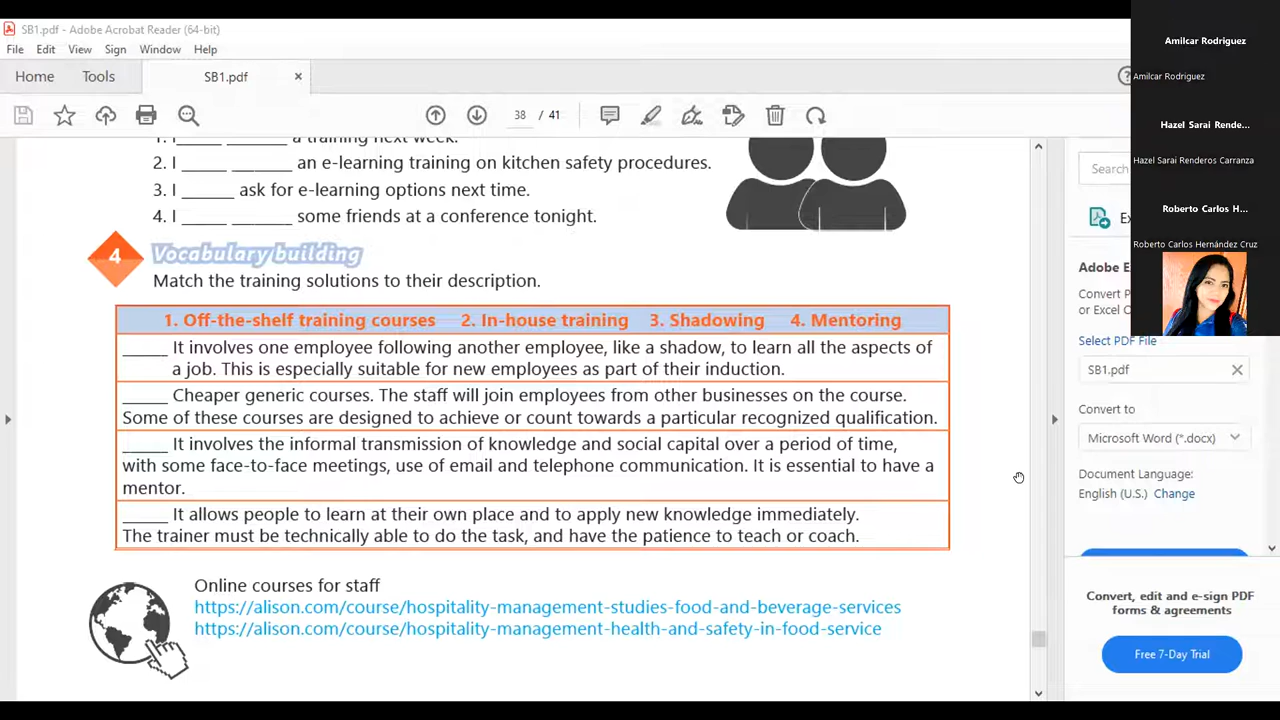 SB1.pdf - Adobe Acrobat Reader (64-bit)
File Edit View Sign Window Help
Home Tools SB1.pdf ×
38 / 41
1. I______ _______ a training next week.
2. I _____ _______ an e-learning training on kitchen safety procedures.
3. I ______ ask for e-learning options next time.
4. I _____ _______ some friends at a conference tonight.
4 Vocabulary building
Match the training solutions to their description.
1. Off-the-shelf training courses 2. In-house training 3. Shadowing 4. Mentoring
_____ It involves one employee following another employee, like a shadow, to learn all the aspects of
a job. This is especially suitable for new employees as part of their induction.
_____ Cheaper generic courses. The staff will join employees from other businesses on the course.
Some of these courses are designed to achieve or count towards a particular recognized qualification.
_____ It involves the informal transmission of knowledge and social capital over a period of time,
with some face-to-face meetings, use of email and telephone communication. It is essential to have a
mentor.
_____ It allows people to learn at their own place and to apply new knowledge immediately.
The trainer must be technically able to do the task, and have the patience to teach or coach.
Online courses for staff
https://alison.com/course/hospitality-management-studies-food-and-beverage-services
https://alison.com/course/hospitality-management-health-and-safety-in-food-service
Amilcar Rodriguez
Amilcar Rodriguez
Hazel Sarai Rende...
Hazel Sarai Renderos Carranza
Roberto Carlos H...
Roberto Carlos Hernández Cruz
Search
Adobe E
Convert P
or Excel O
Select PDF File
SB1.pdf
Convert to
Microsoft Word (*.docx)
Document Language:
English (U.S.) Change
Convert, edit and e-sign PDF
forms & agreements
Free 7-Day Trial